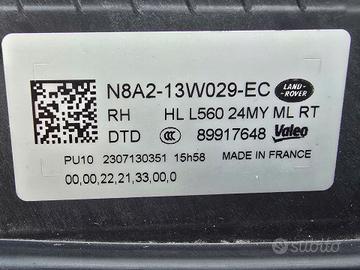 N8A2-13W029-EC LAND-ROVER
RH HL L560 24MY ML RT
DTD CCC 89917648 Valeo
PU10 2307130351 15h58 MADE IN FRANCE
00,00,22,21,33,00,0
subito